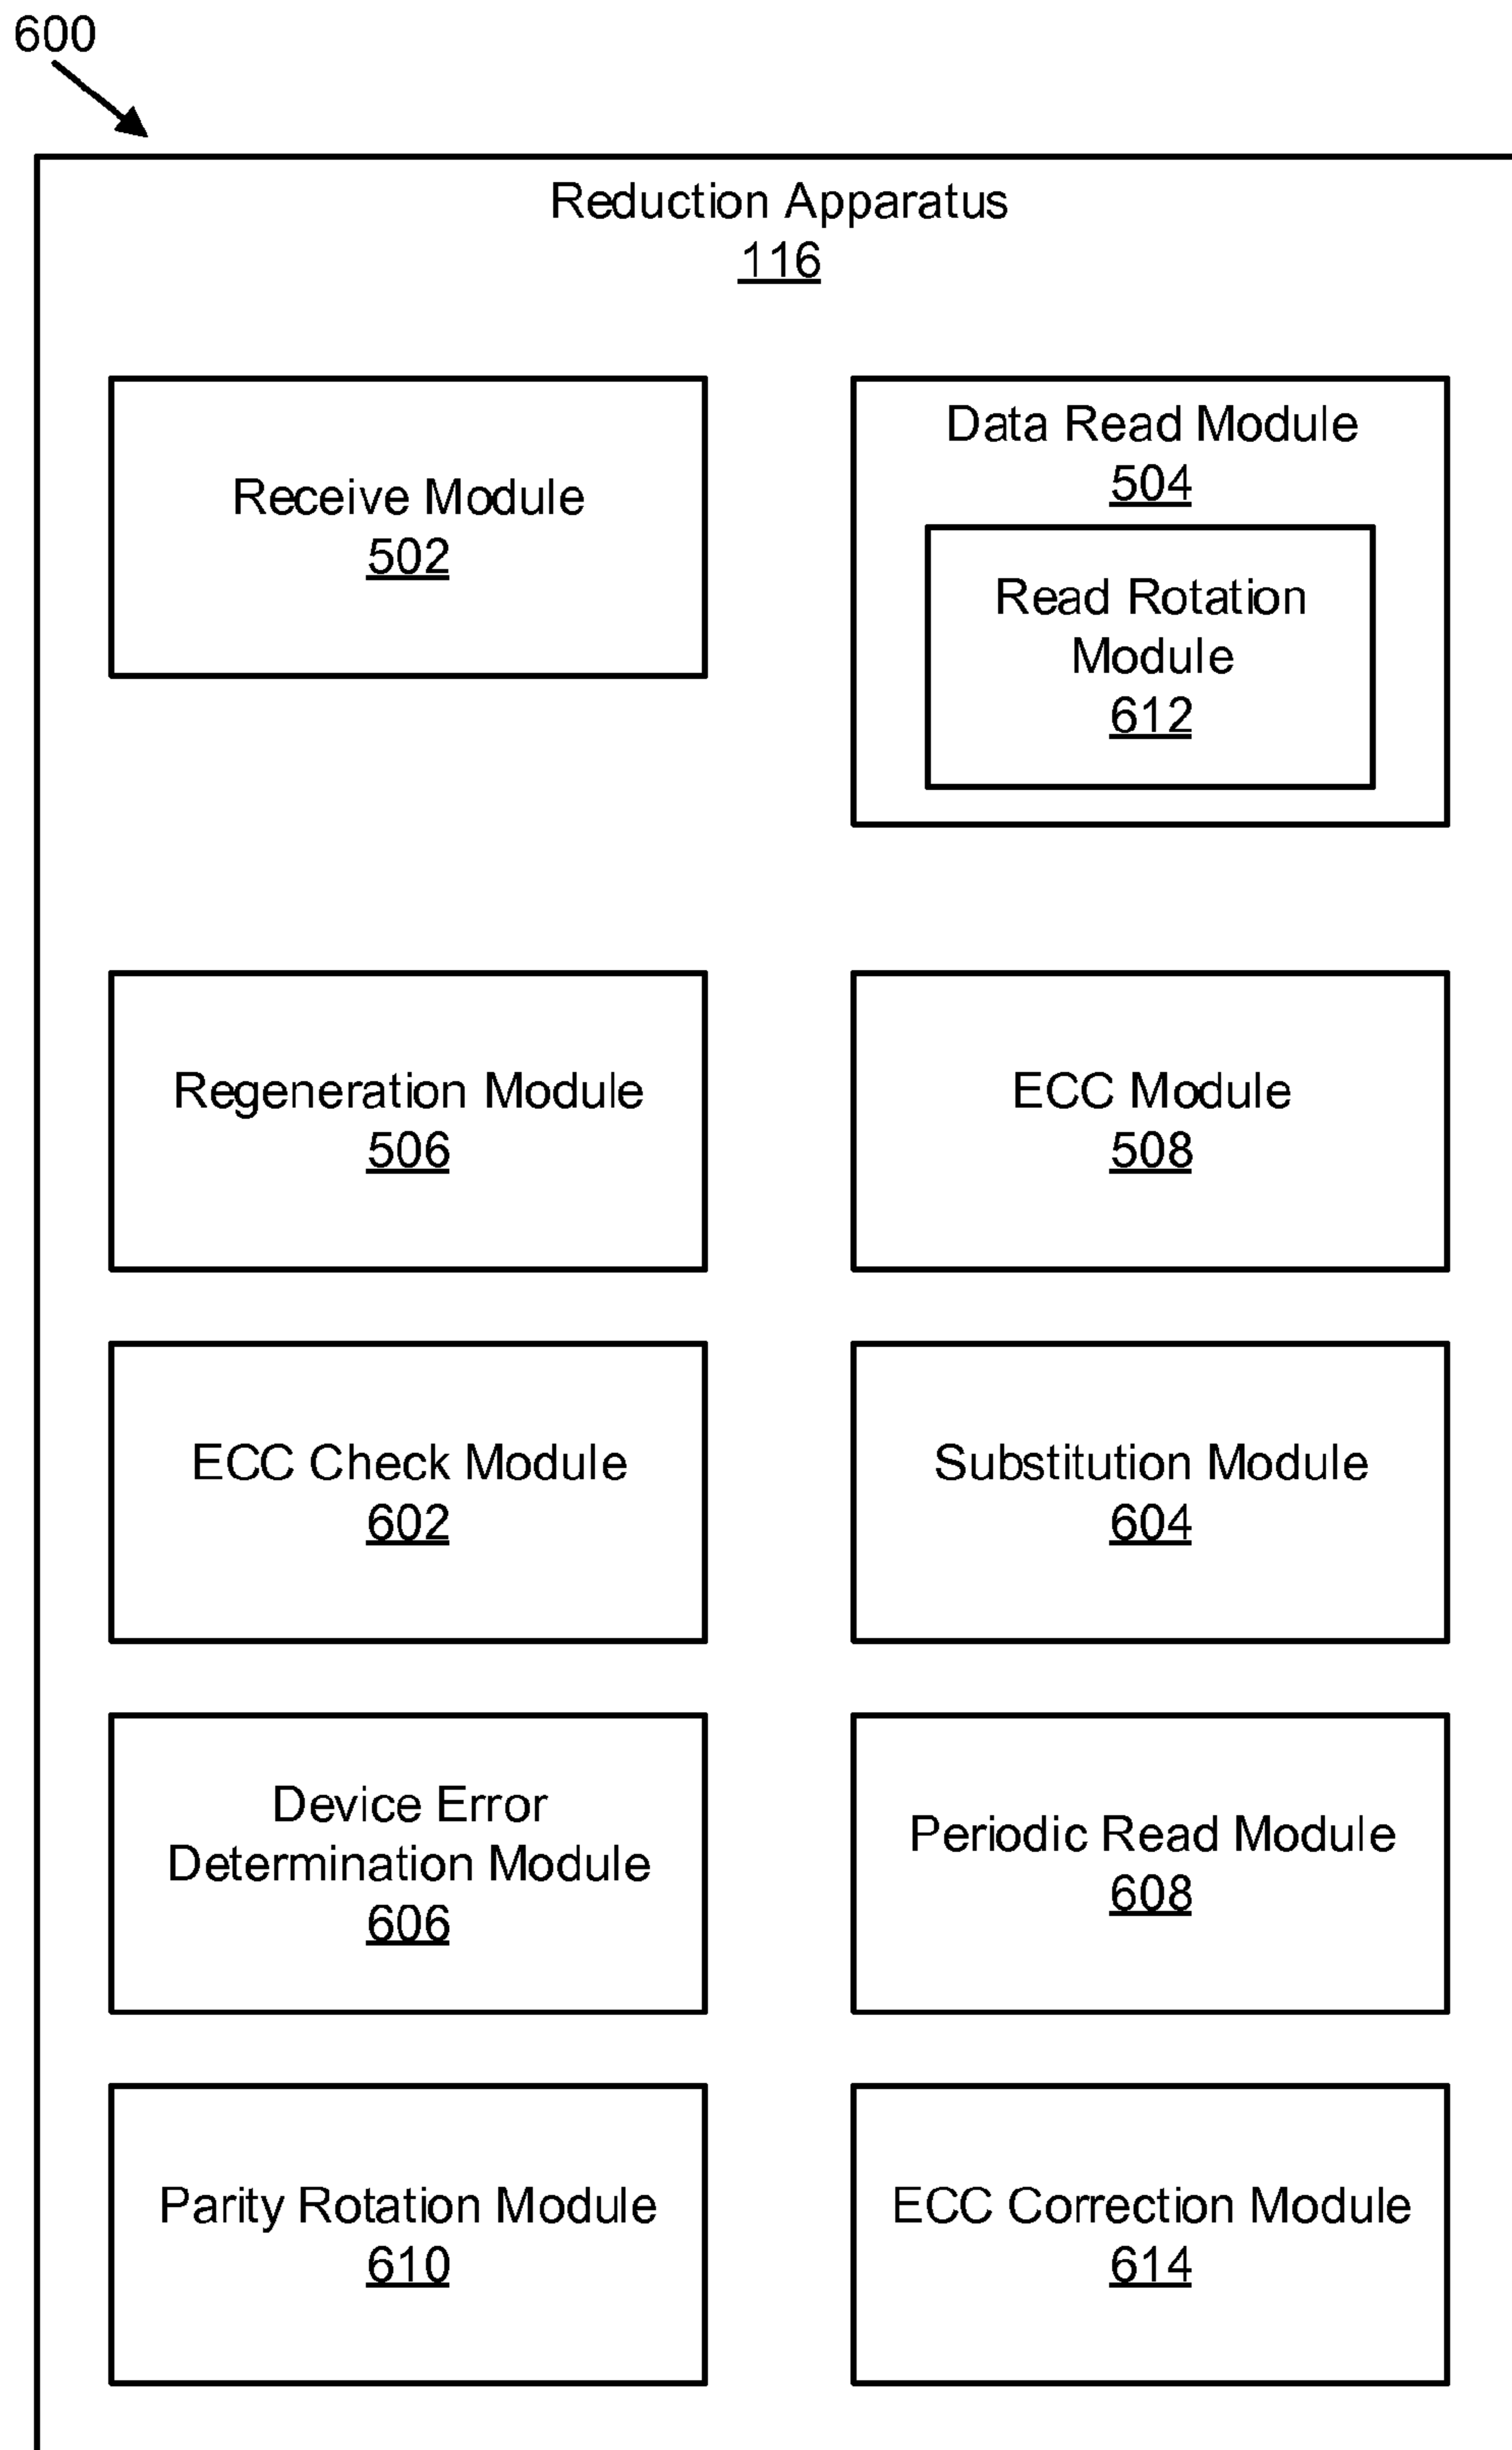 600
Reduction Apparatus
116
Receive Module
502
Data Read Module
504
Read Rotation
Module
612
Regeneration Module
506
ECC Module
508
ECC Check Module
602
Substitution Module
604
Device Error
Determination Module
606
Periodic Read Module
608
Parity Rotation Module
610
ECC Correction Module
614